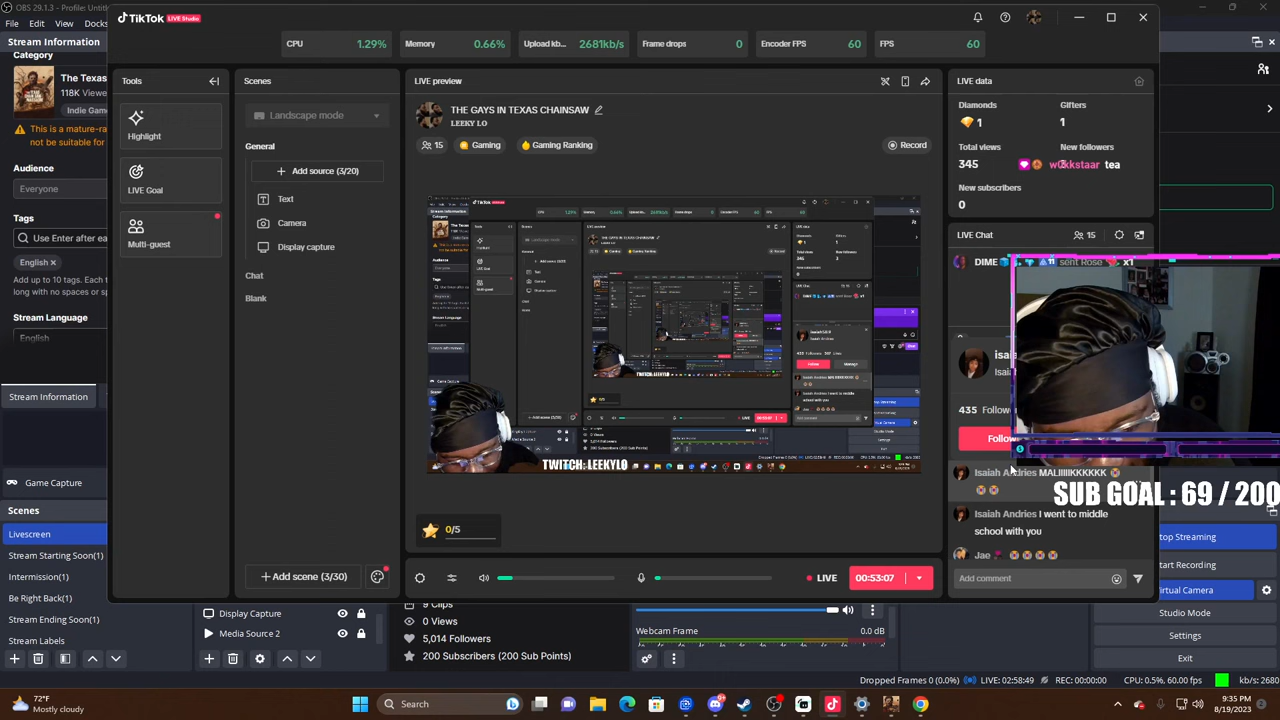 OBS 29.1.3 - Profile: Untit
File Edit View Docks
Stream Information
Category
The Texas
118K Viewe
Indie Gam
This is a mature-ra
not be suitable for
Audience
Everyone
Tags
Use Enter after ea
English
Add up to 10 tags. Each
long with no spaces or s
Stream Language
English
Stream Information
Game Capture
Scenes
Livescreen
Stream Starting Soon(1)
Intermission(1)
Be Right Back(1)
Stream Ending Soon(1)
Stream Labels
TikTok LIVE Studio
CPU 1.29%
Memory 0.66%
Upload kb... 2681kb/s
Frame drops 0
Encoder FPS 60
FPS 60
Tools
Highlight
LIVE Goal
Multi-guest
Scenes
Landscape mode
General
Add source (3/20)
Text
Camera
Display capture
Chat
Blank
Add scene (3/30)
LIVE preview
THE GAYS IN TEXAS CHAINSAW
LEEKY LO
15 Gaming Gaming Ranking
Record
TWITCH: LEEKYLO
0/5
LIVE 00:53:07
LIVE data
Diamonds Gifters
1 1
Total views New followers
345 w0kkstaar tea
New subscribers
0
LIVE Chat 15
DIME 11 sent Rose x1
isa
Isaia
435 Followe
Follow
Isaiah Andries MALIIIIIKKKKKK
Isaiah Andries I went to middle
school with you
Jae
Add comment
SUB GOAL : 69 / 200
top Streaming
tart Recording
irtual Camera
Studio Mode
Settings
Exit
Display Capture
Media Source 2
9 Clips
0 Views
5,014 Followers
200 Subscribers (200 Sub Points)
Webcam Frame 0.0 dB
Dropped Frames 0 (0.0%) LIVE: 02:58:49 REC: 00:00:00 CPU: 0.5%, 60.00 fps kb/s: 2680
72°F
Mostly cloudy
Search
9:35 PM
8/19/2023